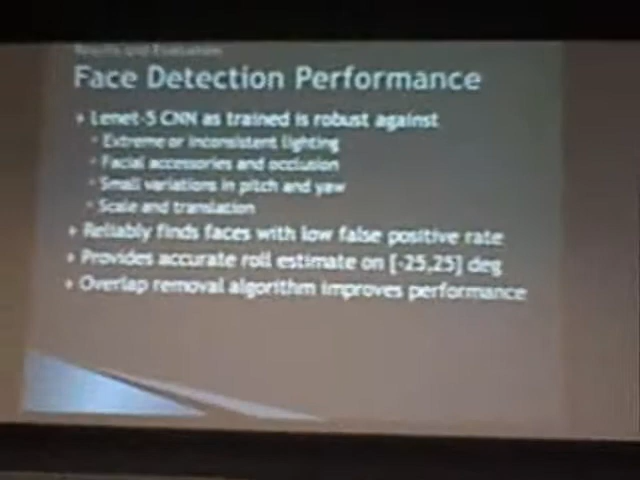 Results and Evaluation
Face Detection Performance
Lenet-5 CNN as trained is robust against
Extreme or inconsistent lighting
Facial accessories and occlusion
Small variations in pitch and yaw
Scale and translation
Reliably finds faces with low false positive rate
Provides accurate roll estimate on [-25,25] deg
Overlap removal algorithm improves performance